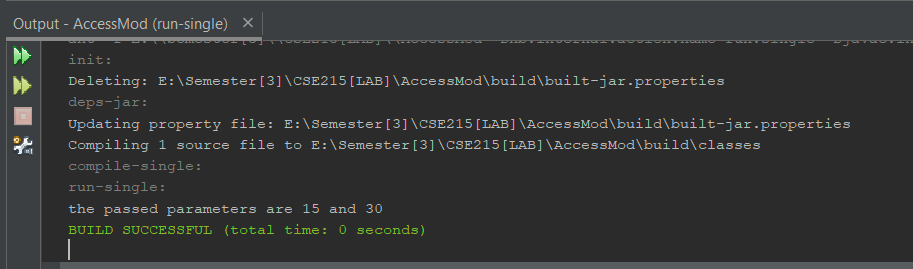 Output - AccessMod (run-single)
init:
Deleting: E:\Semester[3]\CSE215[LAB]\AccessMod\build\built-jar.properties
deps-jar:
Updating property file: E:\Semester[3]\CSE215[LAB]\AccessMod\build\built-jar.properties
Compiling 1 source file to E:\Semester[3]\CSE215[LAB]\AccessMod\build\classes
compile-single:
run-single:
the passed parameters are 15 and 30
BUILD SUCCESSFUL (total time: 0 seconds)